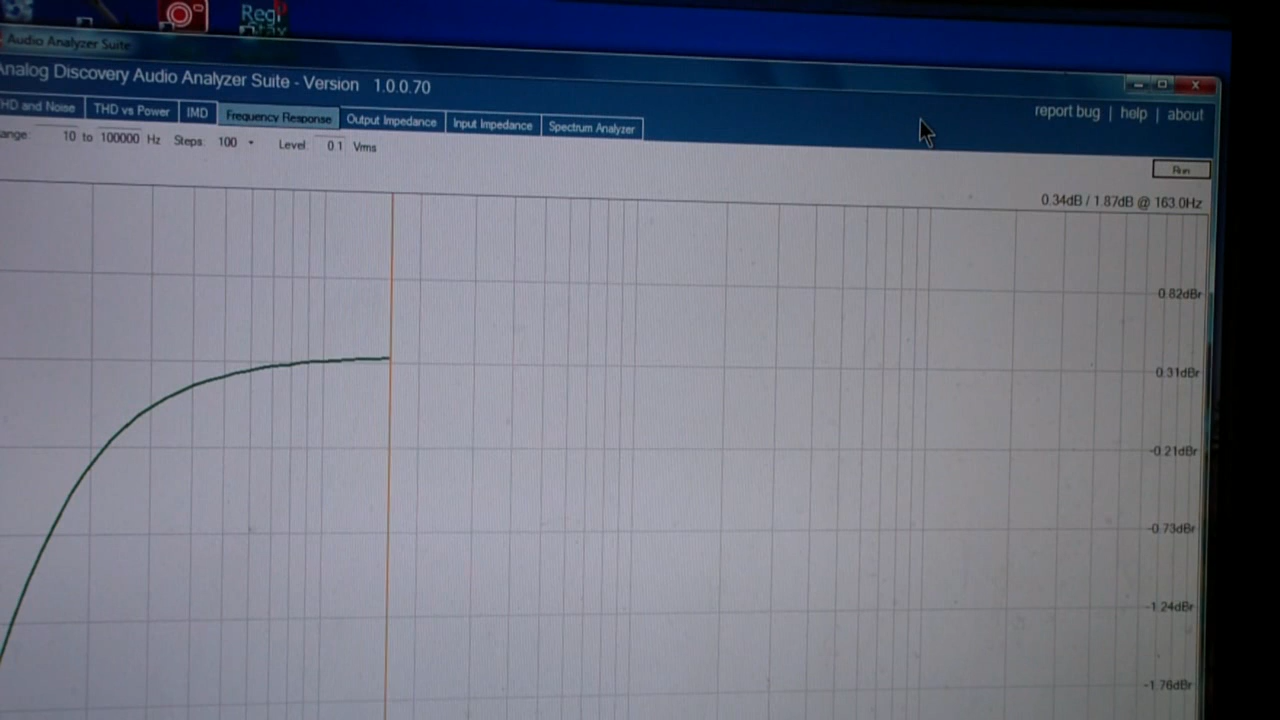 Regi
Audio Analyzer Suite
Analog Discovery Audio Analyzer Suite - Version 1.0.0.70
report bug | help | about
HD and Noise THD vs Power IMD Frequency Response Output Impedance Input Impedance Spectrum Analyzer
ange: 10 to 100000 Hz Steps: 100 Level: 0.1 Vrms
Run
0.34dB / 1.87dB @ 163.0Hz
0.82dBr
0.31dBr
-0.21dBr
-0.73dBr
-1.24dBr
-1.76dBr